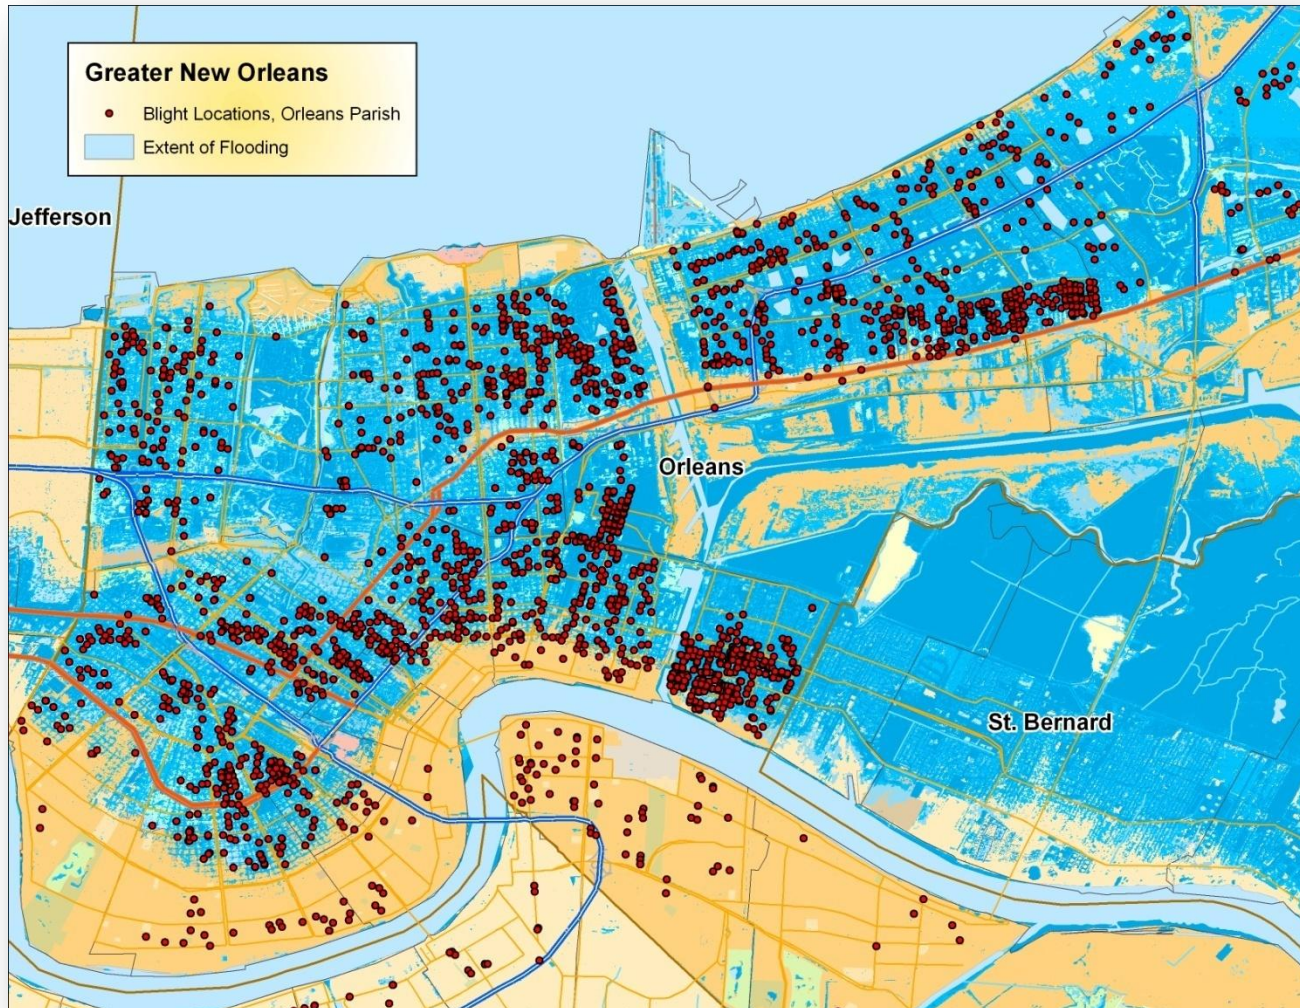 Greater New Orleans
Blight Locations, Orleans Parish
Extent of Flooding
Jefferson
Orleans
St. Bernard